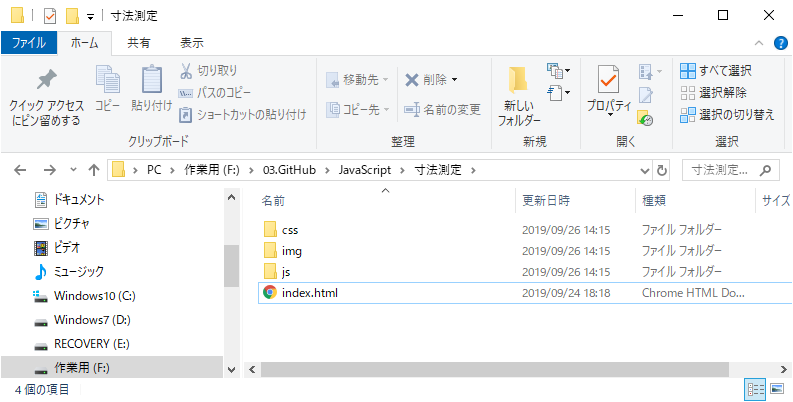 寸法測定
ファイル ホーム 共有 表示
クイック アクセス
にピン留めする
コピー
貼り付け
切り取り
パスのコピー
ショートカットの貼り付け
クリップボード
移動先
コピー先
削除
名前の変更
整理
新しい
フォルダー
新規
プロパティ
開く
すべて選択
選択解除
選択の切り替え
選択
PC 作業用 (F:) 03.GitHub JavaScript 寸法測定
寸法測定...
ドキュメント
ピクチャ
ビデオ
ミュージック
Windows10 (C:)
Windows7 (D:)
RECOVERY (E:)
作業用 (F:)
名前 更新日時 種類 サイズ
css 2019/09/26 14:15 ファイル フォルダー
img 2019/09/26 14:15 ファイル フォルダー
js 2019/09/26 14:15 ファイル フォルダー
index.html 2019/09/24 18:18 Chrome HTML Do...
4 個の項目